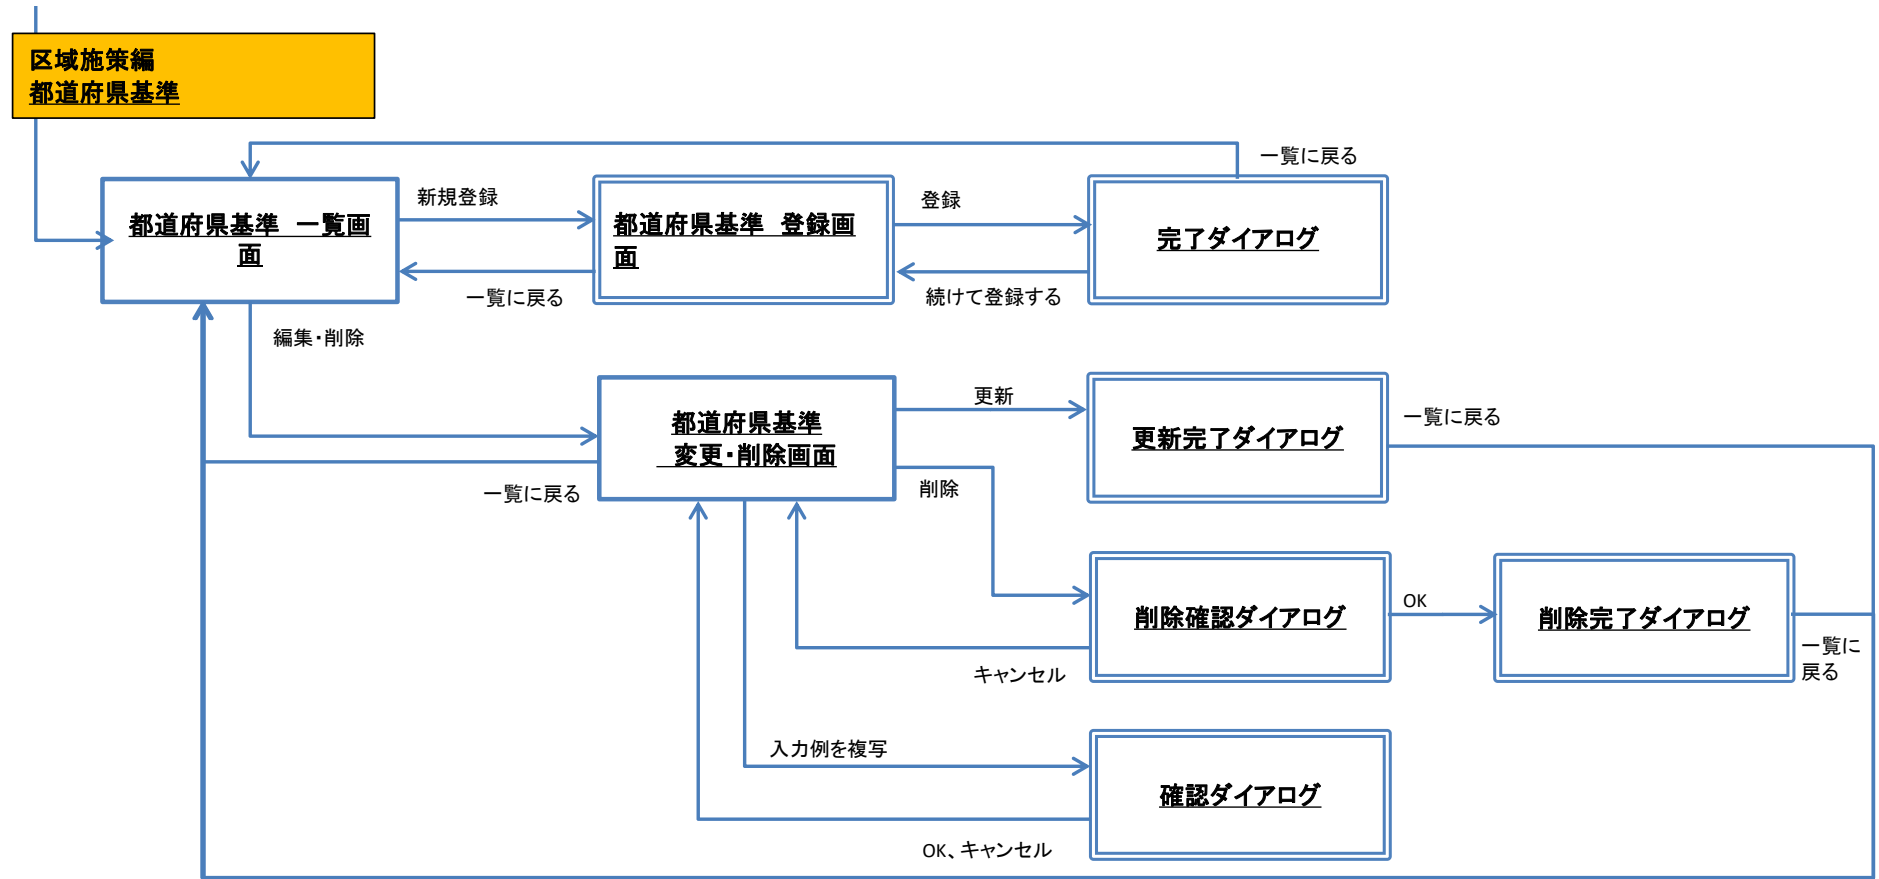 区域施策編
都道府県基準
一覧に戻る
新規登録
登録
都道府県基準　一覧画
面
都道府県基準　登録画
面
完了ダイアログ
一覧に戻る
続けて登録する
編集・削除
更新
都道府県基準
変更・削除画面
更新完了ダイアログ
一覧に戻る
一覧に戻る
削除
削除確認ダイアログ
OK
削除完了ダイアログ
一覧に
戻る
キャンセル
入力例を複写
確認ダイアログ
OK、キャンセル